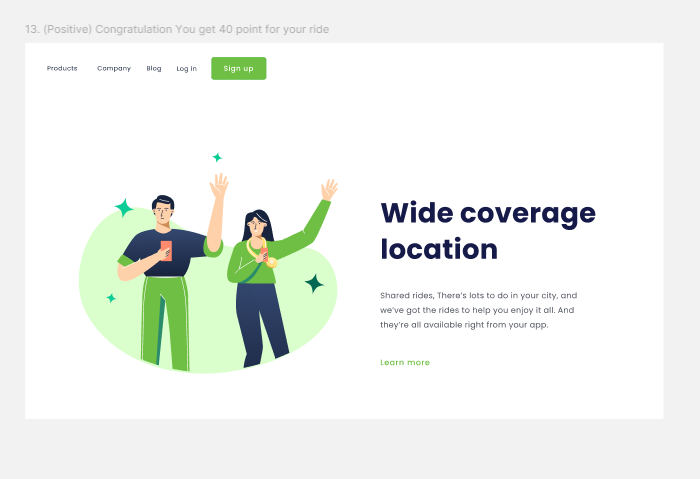 13. (Positive) Congratulation You get 40 point for your ride
Products Company Blog Log In Sign up
Wide coverage
location
Shared rides, There's lots to do in your city, and
we've got the rides to help you enjoy it all. And
they're all available right from your app.
Learn more